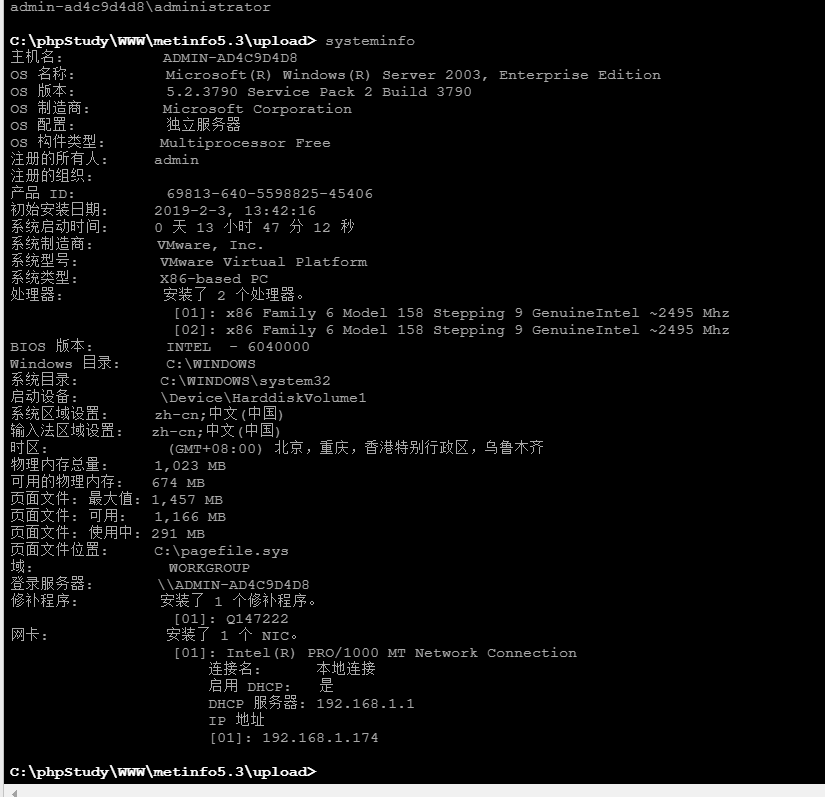 admin-ad4c9d4d8\administrator
C:\phpStudy\WWW\metinfo5.3\upload> systeminfo
主机名: ADMIN-AD4C9D4D8
OS 名称: Microsoft(R) Windows(R) Server 2003, Enterprise Edition
OS 版本: 5.2.3790 Service Pack 2 Build 3790
OS 制造商: Microsoft Corporation
OS 配置: 独立服务器
OS 构件类型: Multiprocessor Free
注册的所有人: admin
注册的组织:
产品 ID: 69813-640-5598825-45406
初始安装日期: 2019-2-3, 13:42:16
系统启动时间: 0 天 13 小时 47 分 12 秒
系统制造商: VMware, Inc.
系统型号: VMware Virtual Platform
系统类型: X86-based PC
处理器: 安装了 2 个处理器。
[01]: x86 Family 6 Model 158 Stepping 9 GenuineIntel ~2495 Mhz
[02]: x86 Family 6 Model 158 Stepping 9 GenuineIntel ~2495 Mhz
BIOS 版本: INTEL - 6040000
Windows 目录: C:\WINDOWS
系统目录: C:\WINDOWS\system32
启动设备: \Device\HarddiskVolume1
系统区域设置: zh-cn;中文(中国)
输入法区域设置: zh-cn;中文(中国)
时区: (GMT+08:00) 北京，重庆，香港特别行政区，乌鲁木齐
物理内存总量: 1,023 MB
可用的物理内存: 674 MB
页面文件: 最大值: 1,457 MB
页面文件: 可用: 1,166 MB
页面文件: 使用中: 291 MB
页面文件位置: C:\pagefile.sys
域: WORKGROUP
登录服务器: \\ADMIN-AD4C9D4D8
修补程序: 安装了 1 个修补程序。
[01]: Q147222
网卡: 安装了 1 个 NIC。
[01]: Intel(R) PRO/1000 MT Network Connection
连接名: 本地连接
启用 DHCP: 是
DHCP 服务器: 192.168.1.1
IP 地址
[01]: 192.168.1.174
C:\phpStudy\WWW\metinfo5.3\upload>